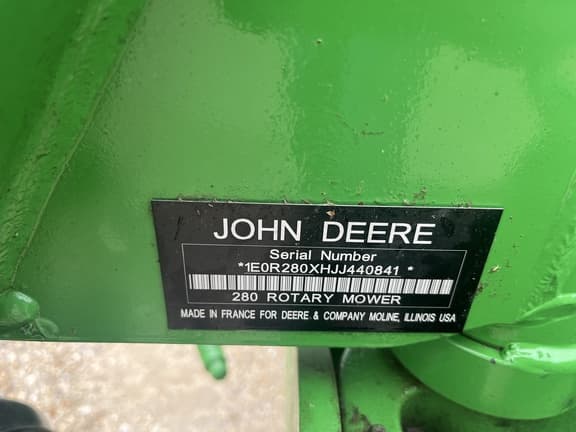 JOHN DEERE
Serial Number
*1E0R280XHJJ440841 *
280 ROTARY MOWER
MADE IN FRANCE FOR DEERE & COMPANY MOLINE, ILLINOIS USA